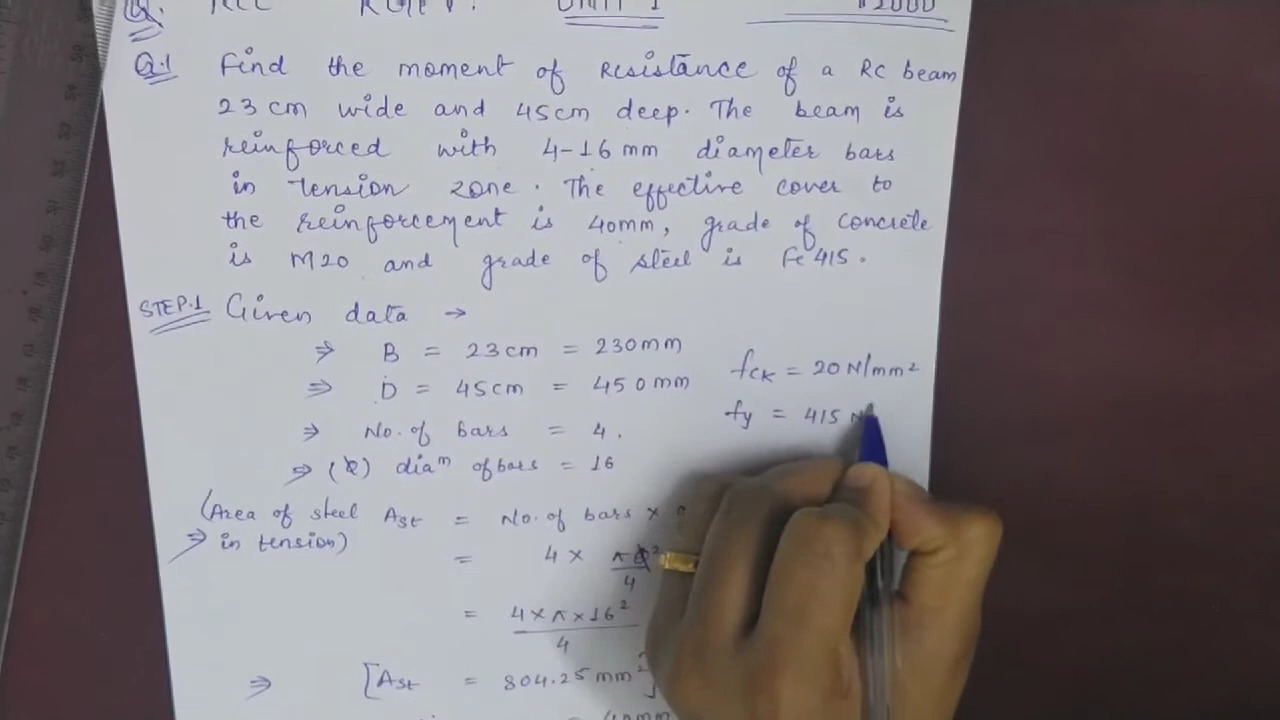 Q.1 Find the moment of resistance of a RC beam
23 cm wide and 45cm deep. The beam is
reinforced with 4-16 mm diameter bars
in tension zone. The effective cover to
the reinforcement is 40mm, grade of concrete
is M20 and grade of steel is Fe 415.
STEP.1 Given data →
⇒ B = 23cm = 230mm
⇒ D = 45cm = 450mm
⇒ No. of bars = 4.
⇒ ( ) diam of bars = 16
fck = 20 N/mm²
fy = 415 N
(Area of steel Ast = No. of bars ×
⇒ in tension)
= 4 × πΦ²/4
= 4×π×16²/4
⇒ [Ast = 804.25 mm²]